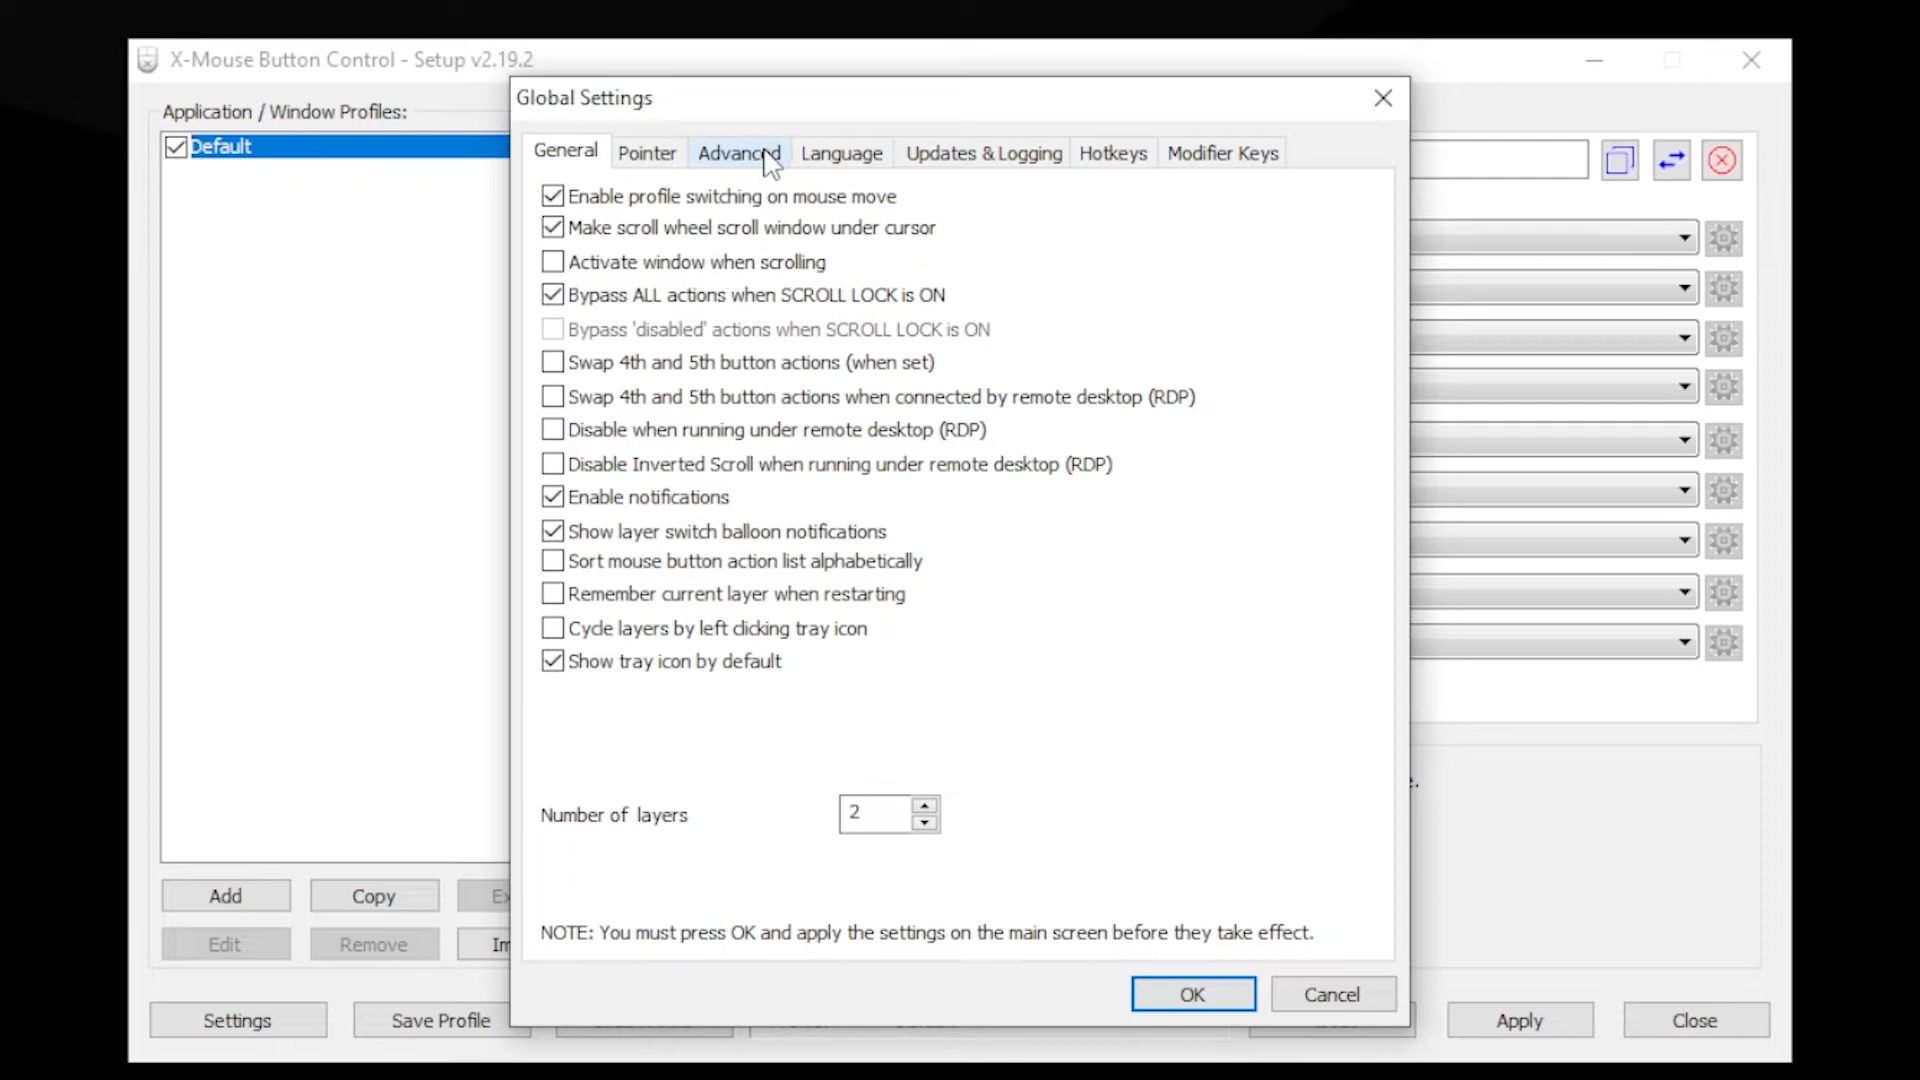 X-Mouse Button Control - Setup v2.19.2
Application / Window Profiles:
Default
Global Settings
General Pointer Advanced Language Updates & Logging Hotkeys Modifier Keys
Enable profile switching on mouse move
Make scroll wheel scroll window under cursor
Activate window when scrolling
Bypass ALL actions when SCROLL LOCK is ON
Bypass 'disabled' actions when SCROLL LOCK is ON
Swap 4th and 5th button actions (when set)
Swap 4th and 5th button actions when connected by remote desktop (RDP)
Disable when running under remote desktop (RDP)
Disable Inverted Scroll when running under remote desktop (RDP)
Enable notifications
Show layer switch balloon notifications
Sort mouse button action list alphabetically
Remember current layer when restarting
Cycle layers by left clicking tray icon
Show tray icon by default
Number of layers 2
NOTE: You must press OK and apply the settings on the main screen before they take effect.
OK Cancel
Add Copy Ex
Edit Remove Im
Settings Save Profile Apply Close